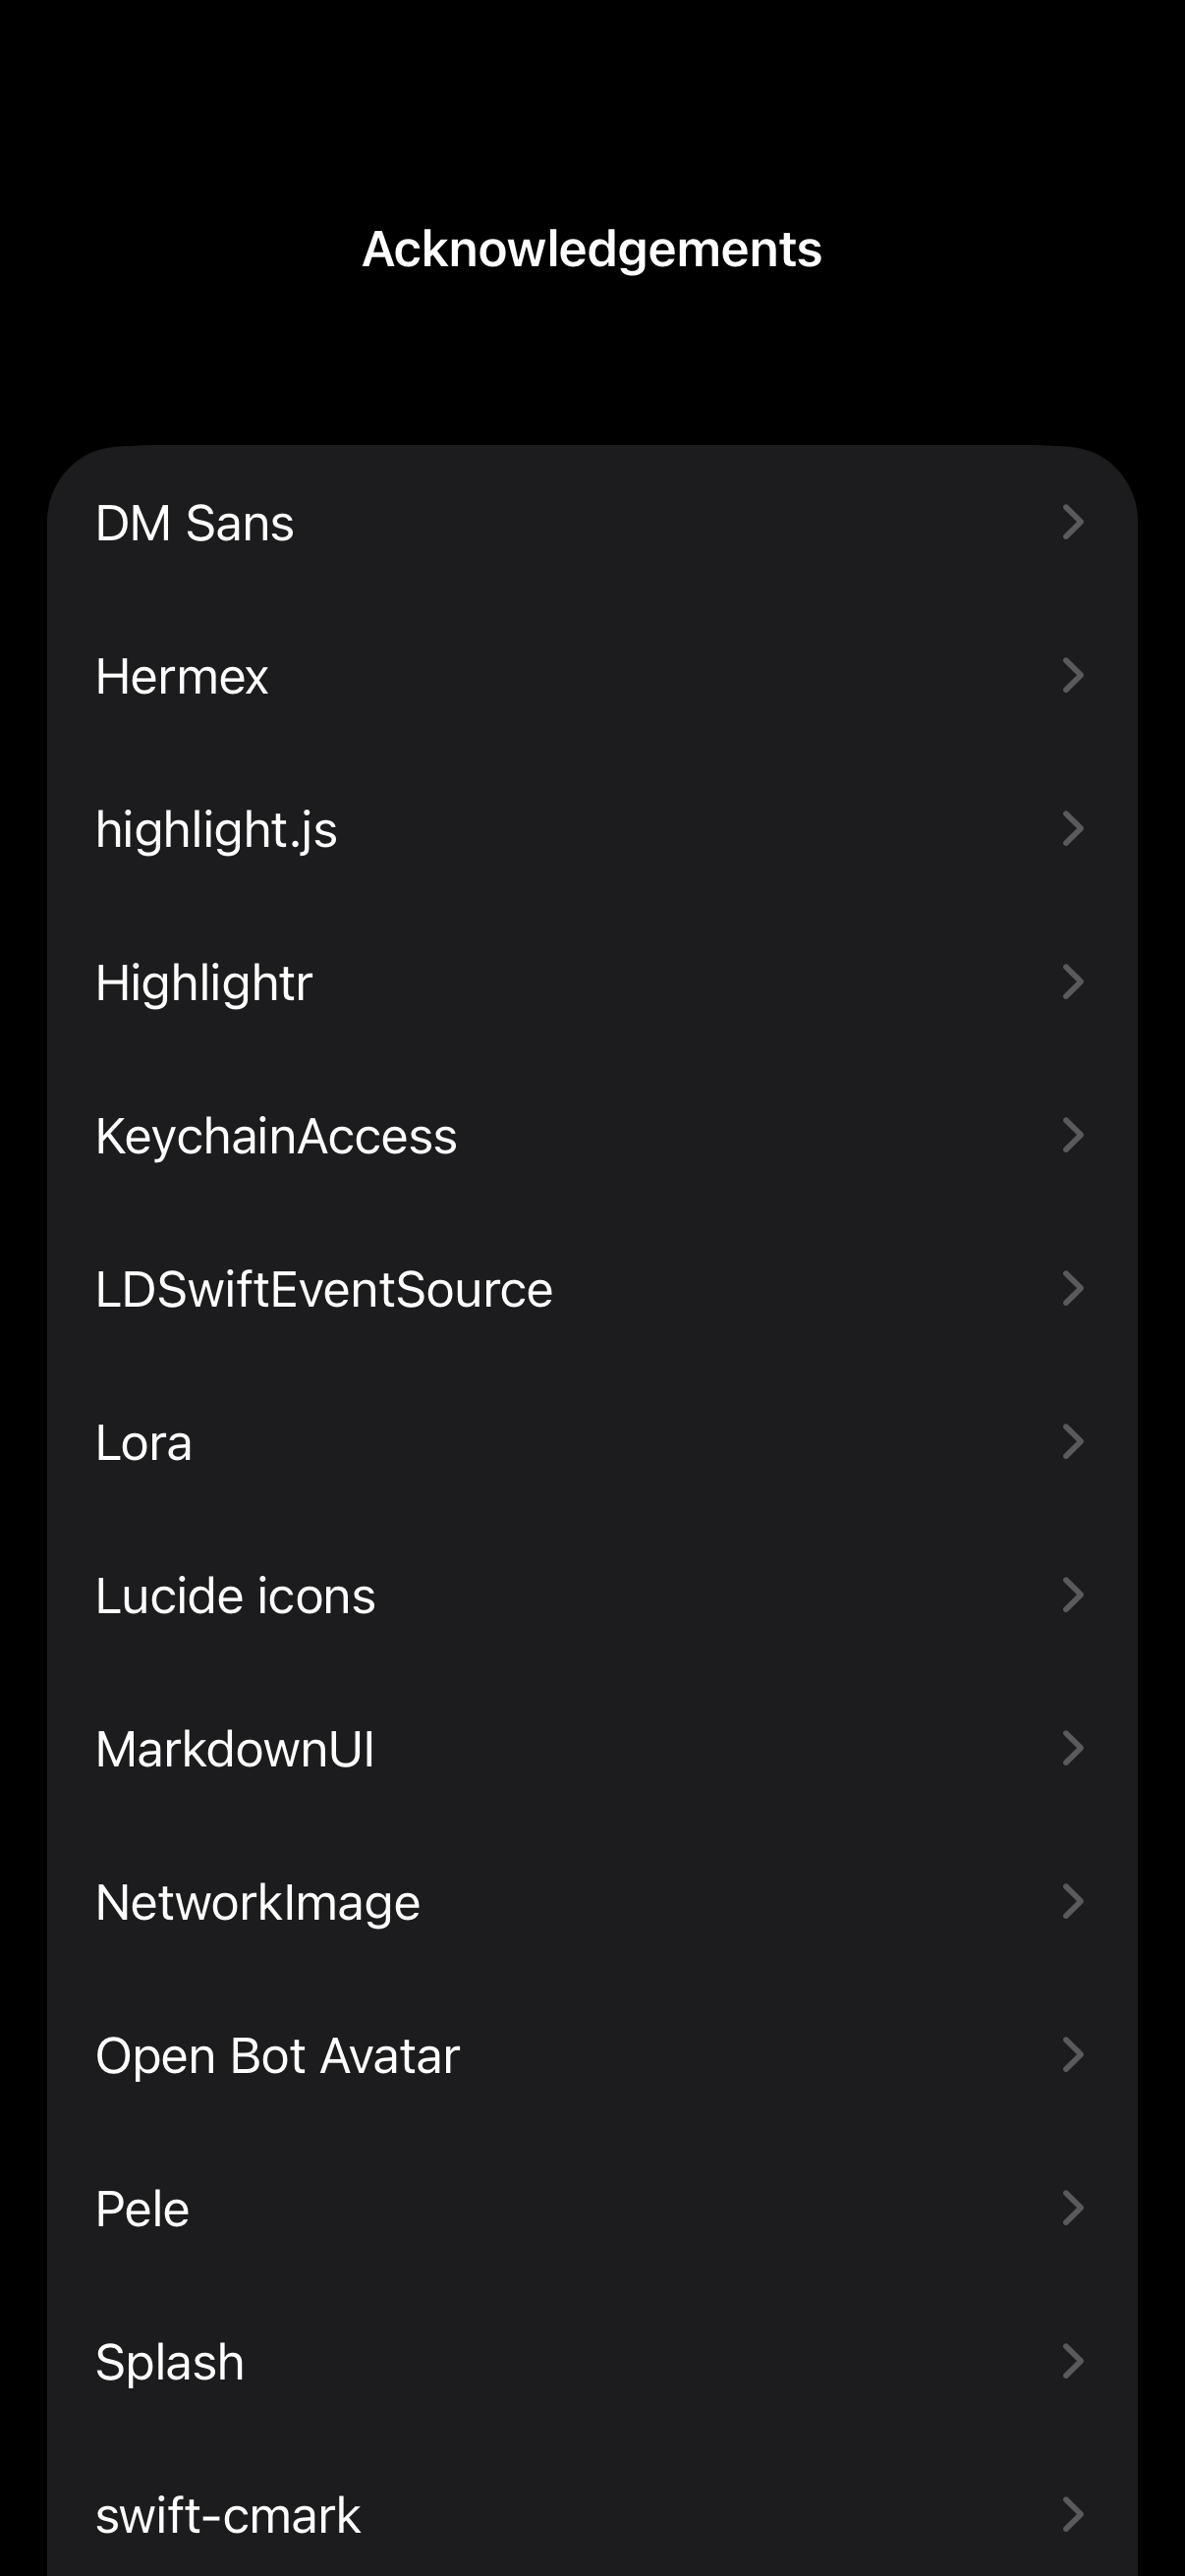 Acknowledgements
DM Sans
Hermex
highlight.js
Highlightr
KeychainAccess
LDSwiftEventSource
Lora
Lucide icons
MarkdownUI
NetworkImage
Open Bot Avatar
Pele
Splash
swift-cmark